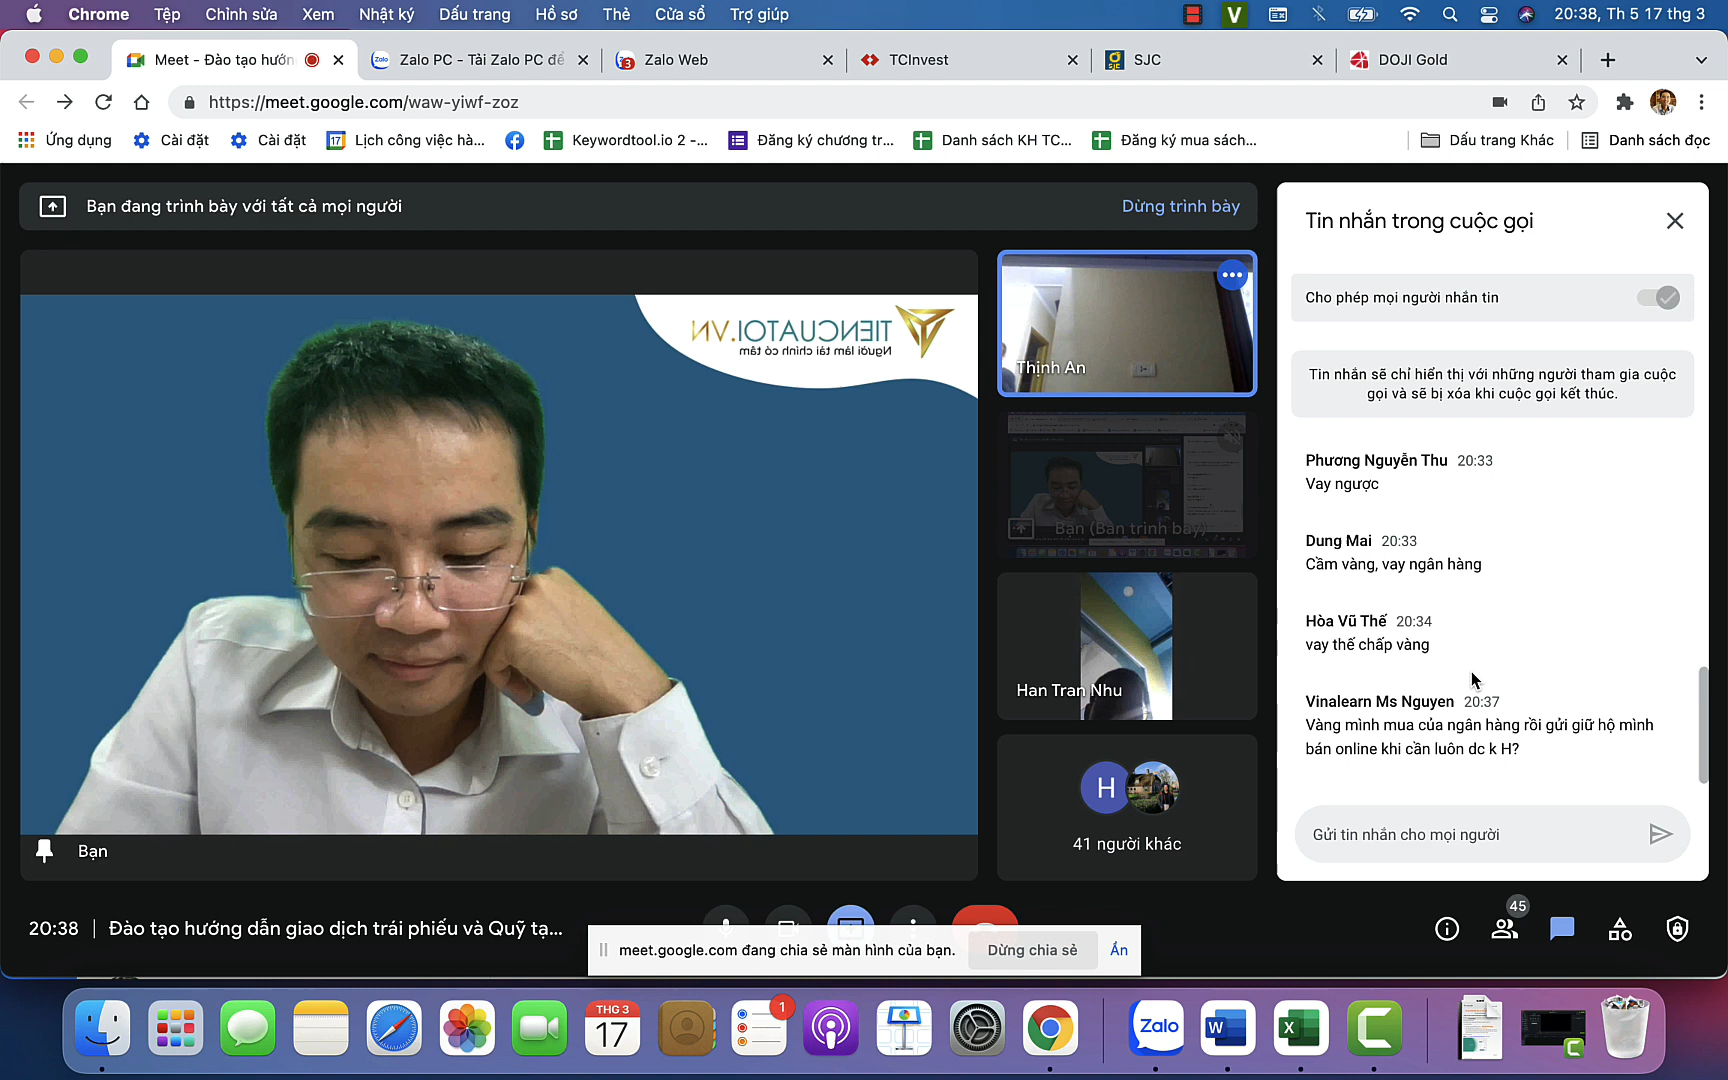 Chrome Tệp Chỉnh sửa Xem Nhật ký Dấu trang Hồ sơ Thẻ Cửa sổ Trợ giúp
V
20:38, Th 5 17 thg 3
Meet - Đào tạo hướn
Zalo PC - Tải Zalo PC để
Zalo Web
TCInvest
SJC
DOJI Gold
https://meet.google.com/waw-yiwf-zoz
Ứng dụng
Cài đặt
Cài đặt
Lịch công việc hà...
Keywordtool.io 2 -...
Đăng ký chương tr...
Danh sách KH TC...
Đăng ký mua sách...
Dấu trang Khác
Danh sách đọc
Bạn đang trình bày với tất cả mọi người
Dừng trình bày
TIENCUATOI.VN
Người làm tài chính có tâm
Bạn
Thịnh An
Bạn (Bạn trình bày)
Han Tran Nhu
H
41 người khác
Tin nhắn trong cuộc gọi
Cho phép mọi người nhắn tin
Tin nhắn sẽ chỉ hiển thị với những người tham gia cuộc
gọi và sẽ bị xóa khi cuộc gọi kết thúc.
Phương Nguyễn Thu 20:33
Vay ngược
Dung Mai 20:33
Cầm vàng, vay ngân hàng
Hòa Vũ Thế 20:34
vay thế chấp vàng
Vinalearn Ms Nguyen 20:37
Vàng mình mua của ngân hàng rồi gửi giữ hộ mình
bán online khi cần luôn dc k H?
Gửi tin nhắn cho mọi người
20:38 | Đào tạo hướng dẫn giao dịch trái phiếu và Quỹ tạ...
45
meet.google.com đang chia sẻ màn hình của bạn.
Dừng chia sẻ
Ẩn
THG 3
17
1
Zalo
W
X
C